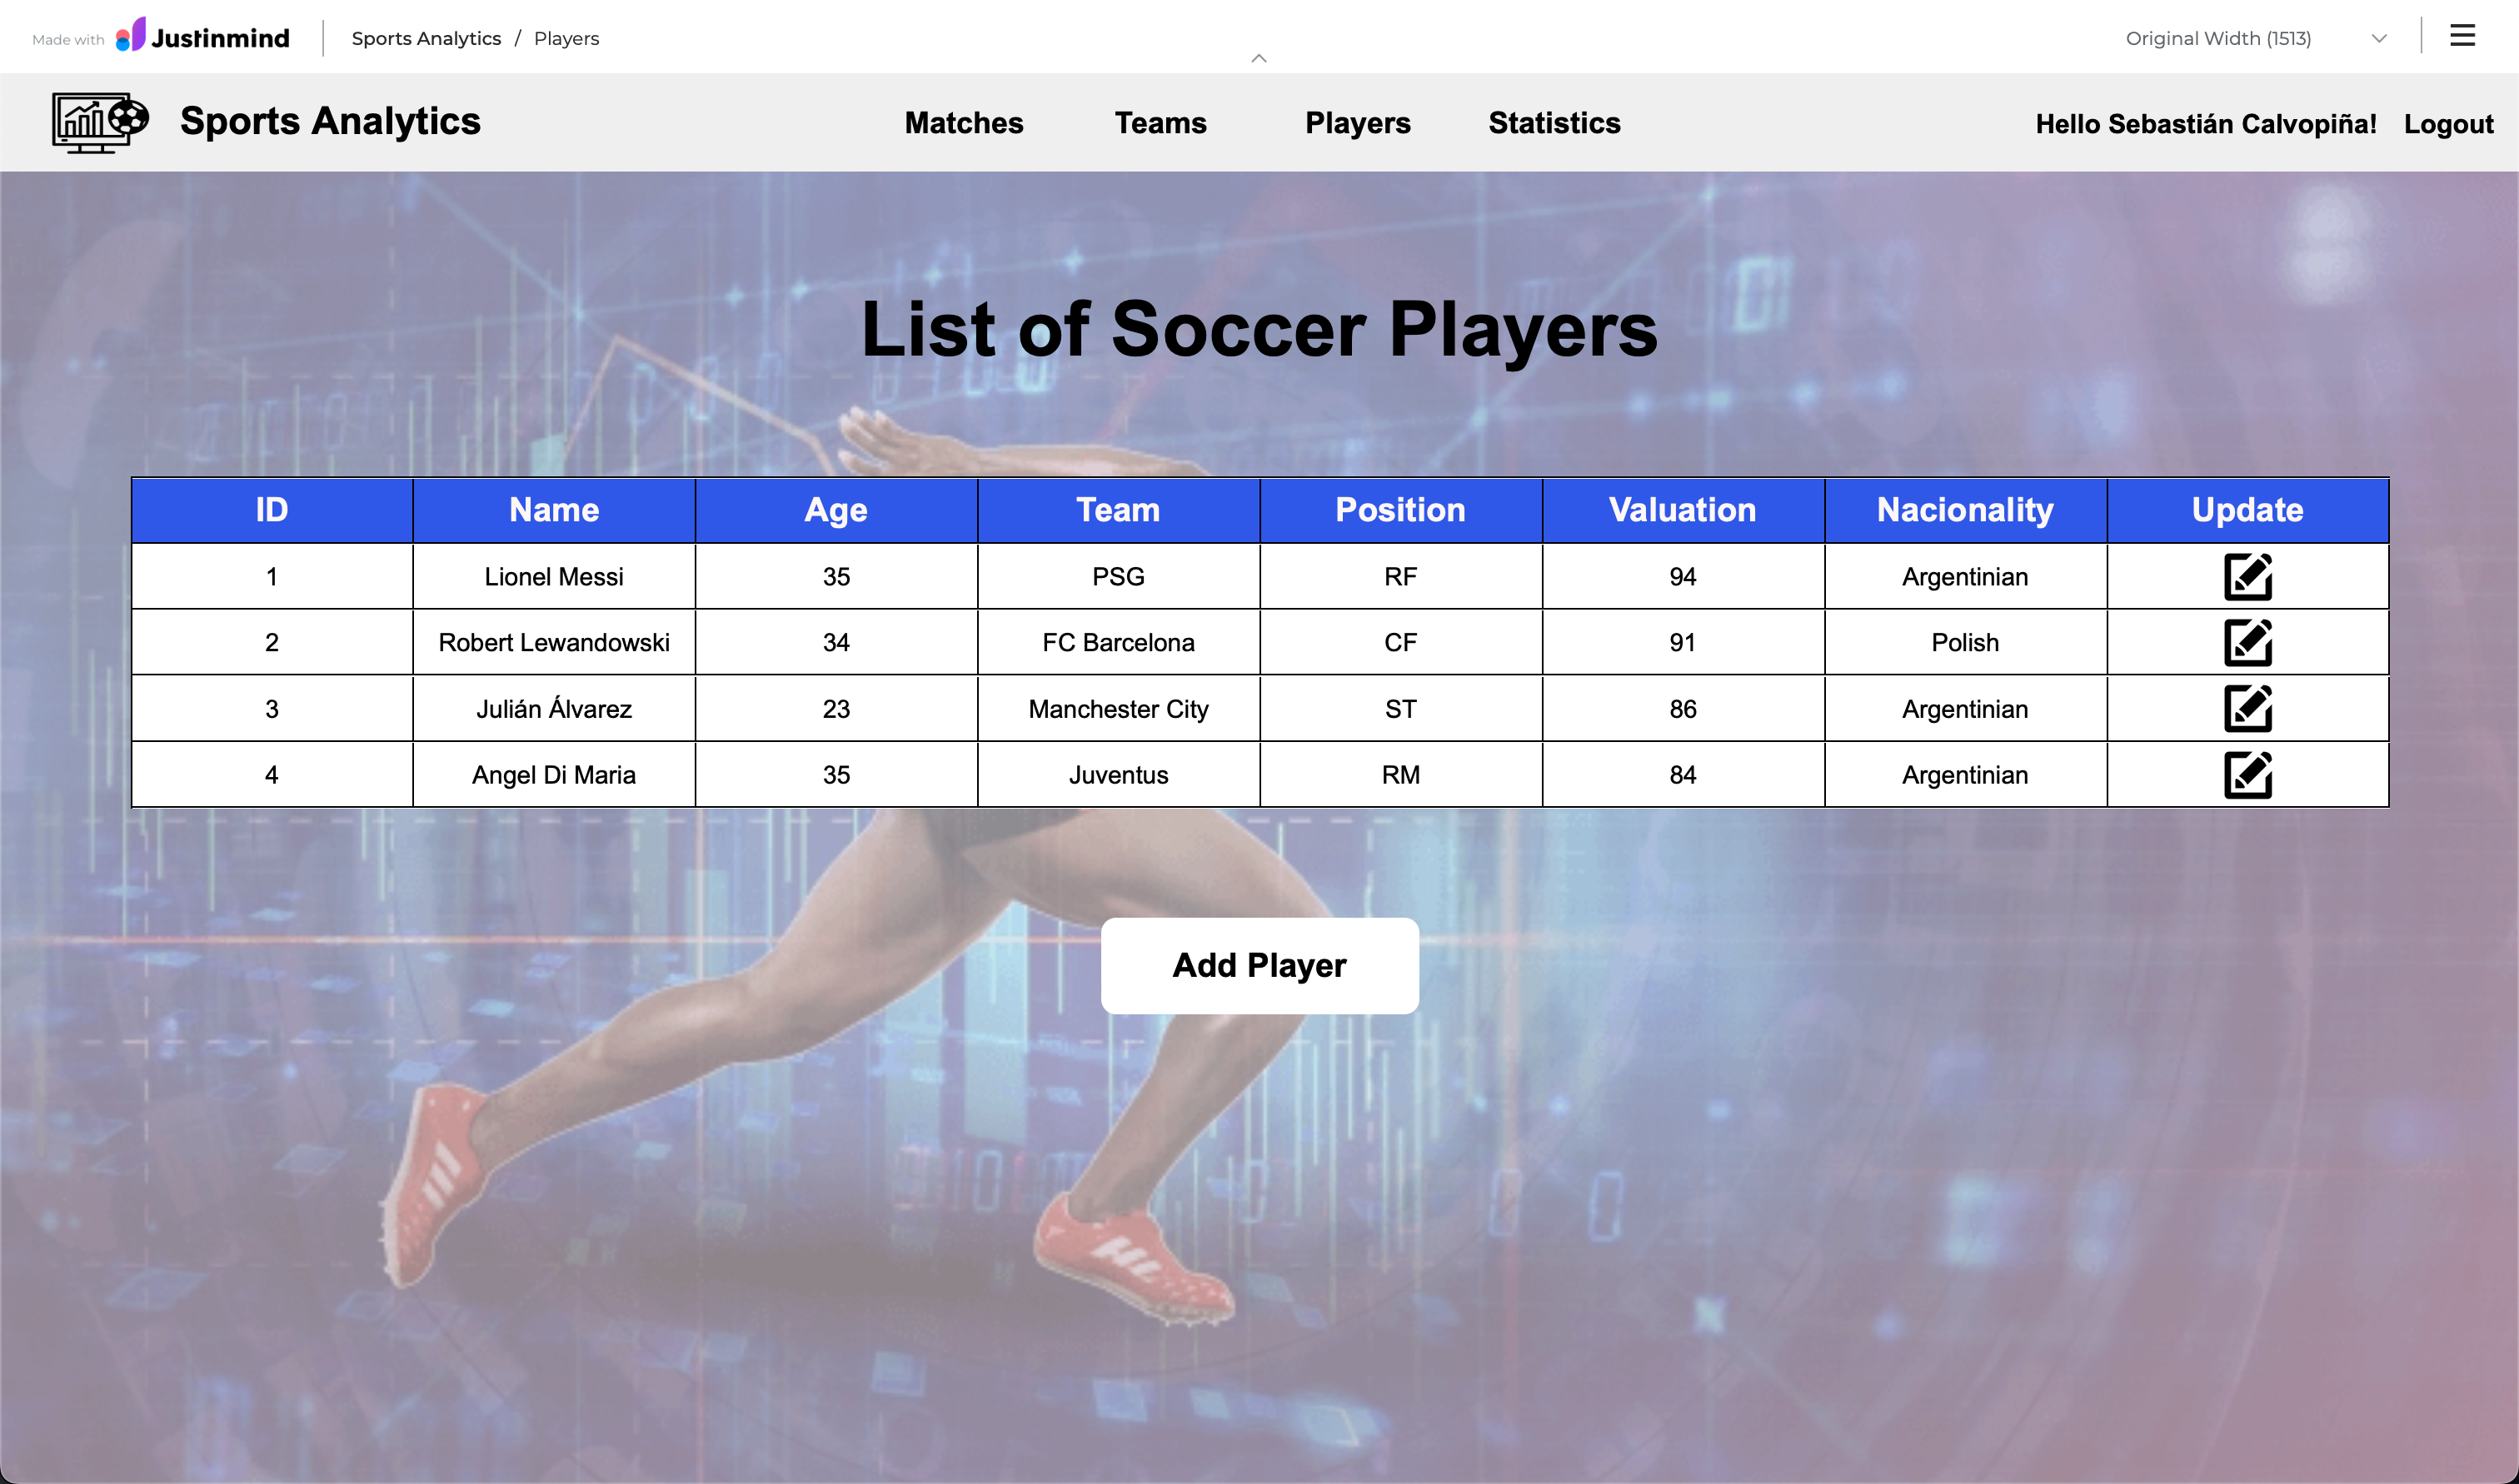 Made with Justinmind Sports Analytics / Players Original Width (1513)
Sports Analytics Matches Teams Players Statistics Hello Sebastián Calvopiña! Logout
List of Soccer Players
ID Name Age Team Position Valuation Nacionality Update
1 Lionel Messi 35 PSG RF 94 Argentinian
2 Robert Lewandowski 34 FC Barcelona CF 91 Polish
3 Julián Álvarez 23 Manchester City ST 86 Argentinian
4 Angel Di Maria 35 Juventus RM 84 Argentinian
Add Player